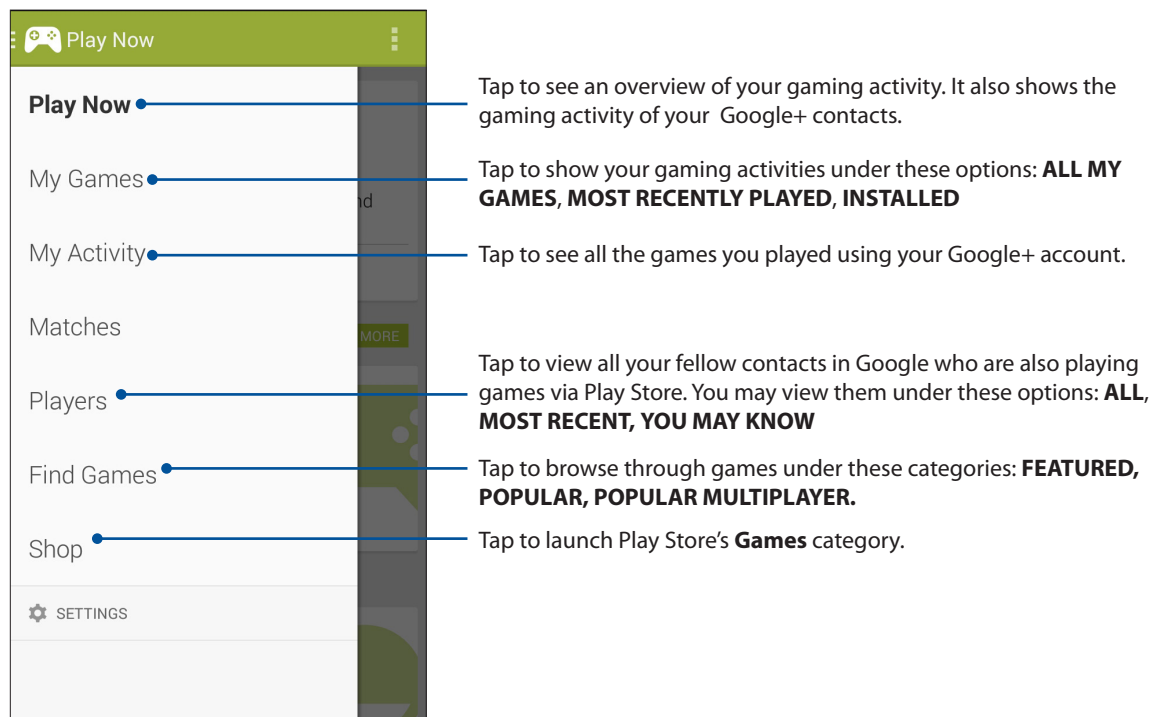 Play Now
Play Now
My Games
My Activity
Matches
Players
Find Games
Shop
SETTINGS
nd
MORE
Tap to see an overview of your gaming activity. It also shows the
gaming activity of your Google+ contacts.
Tap to show your gaming activities under these options: ALL MY
GAMES, MOST RECENTLY PLAYED, INSTALLED
Tap to see all the games you played using your Google+ account.
Tap to view all your fellow contacts in Google who are also playing
games via Play Store. You may view them under these options: ALL,
MOST RECENT, YOU MAY KNOW
Tap to browse through games under these categories: FEATURED,
POPULAR, POPULAR MULTIPLAYER.
Tap to launch Play Store’s Games category.